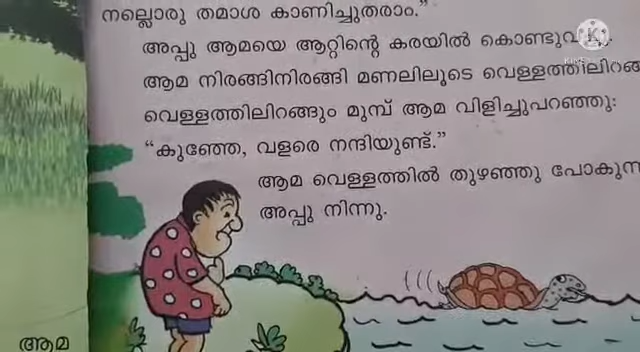 നല്ലൊരു തമാശ കാണിച്ചുതരാം.”
അപ്പു ആമയെ ആറ്റിന്റെ കരയിൽ
ആമ നിരങ്ങിനിരങ്ങി മണലിലൂടെ
വെള്ളത്തിലിറങ്ങും മുമ്പ് ആമ വിളിച്ചുപറഞ്ഞു:
“കുഞ്ഞേ, വളരെ നന്ദിയുണ്ട്.”
ആമ വെള്ളത്തിൽ തുഴഞ്ഞു
അപ്പു നിന്നു.
ആമ